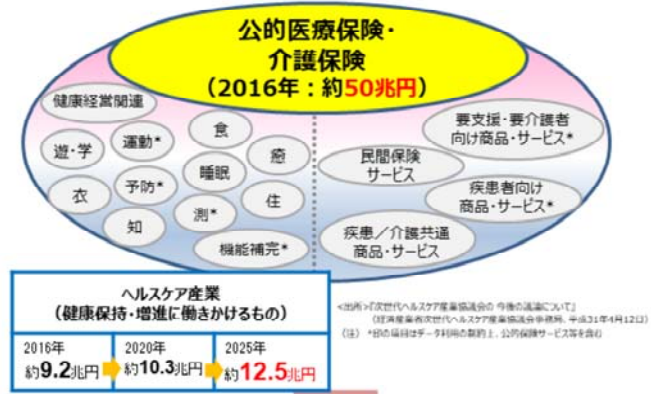 公的医療保険・
介護保険
（2016年：約50兆円）
健康経営関連
遊・学
運動*
食
癒
衣
予防*
睡眠
住
知
測*
機能補完*
要支援・要介護者
向け商品・サービス*
民間保険
サービス
疾患者向け
商品・サービス*
疾患／介護共通
商品・サービス
ヘルスケア産業
（健康保持・増進に働きかけるもの）
2016年
約9.2兆円
2020年
約10.3兆円
2025年
約12.5兆円
<出所>『次世代ヘルスケア産業協議会の今後の議論について』
（経済産業省次世代ヘルスケア産業協議会事務局、平成31年4月12日）
（注） *印の項目はデータ利用の制約上、公的保険サービス等を含む